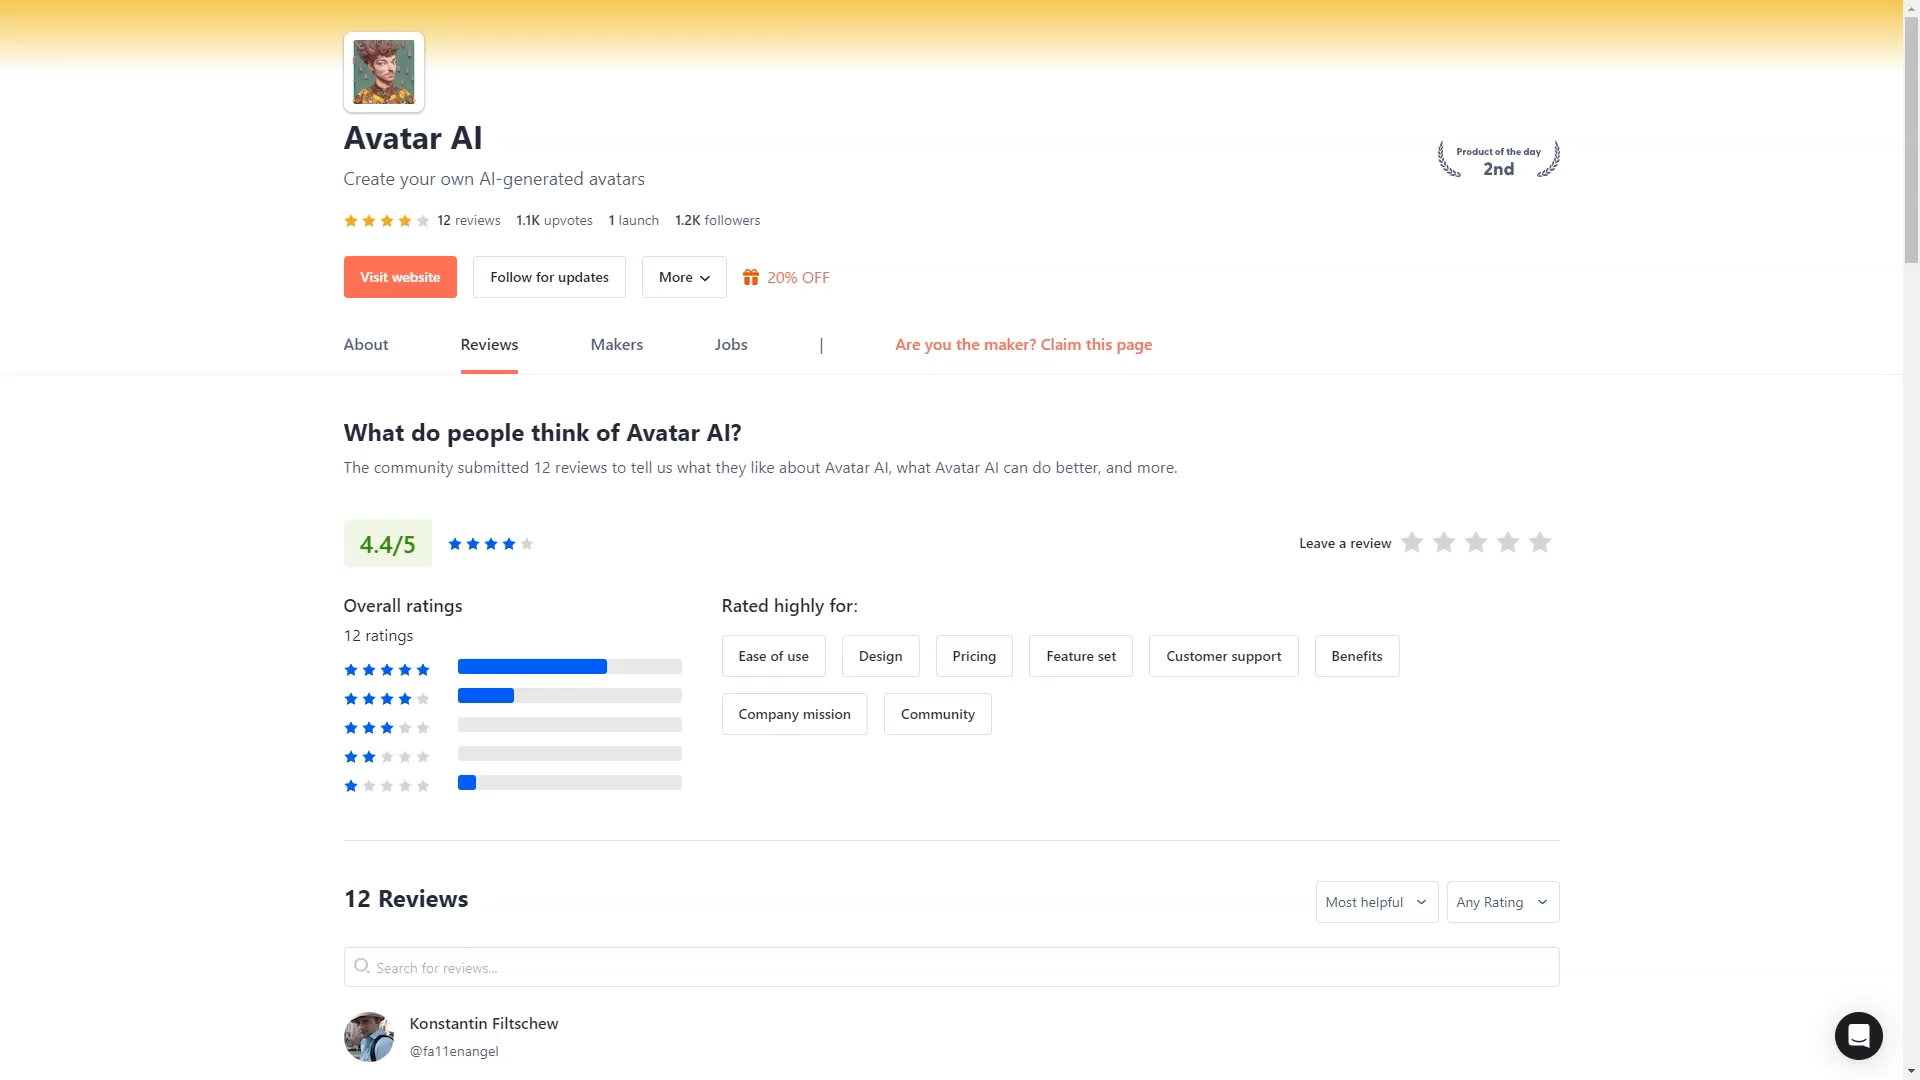 Avatar AI
Create your own AI-generated avatars
Product of the day
2nd
12 reviews 1.1K upvotes 1 launch 1.2K followers
Visit website Follow for updates More 20% OFF
About Reviews Makers Jobs | Are you the maker? Claim this page
What do people think of Avatar AI?
The community submitted 12 reviews to tell us what they like about Avatar AI, what Avatar AI can do better, and more.
4.4/5 Leave a review
Overall ratings
12 ratings
Rated highly for:
Ease of use Design Pricing Feature set Customer support Benefits
Company mission Community
12 Reviews
Most helpful Any Rating
Search for reviews...
Konstantin Filtschew
@fa11enangel